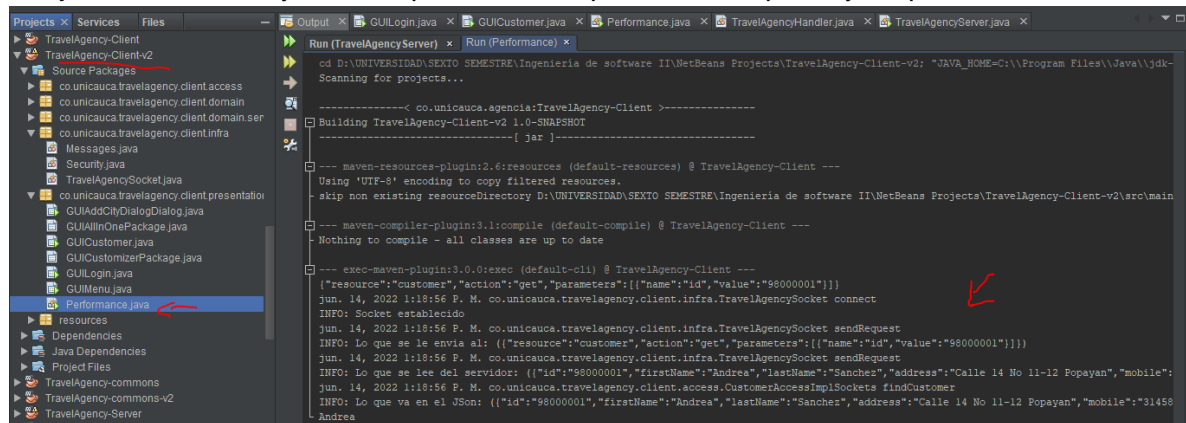 Projects Services Files
TravelAgency-Client
TravelAgency-Client-v2
Source Packages
co.unicauca.travelagency.client.access
co.unicauca.travelagency.client.domain
co.unicauca.travelagency.client.domain.ser
co.unicauca.travelagency.client.infra
Messages.java
Security.java
TravelAgencySocket.java
co.unicauca.travelagency.client.presentation
GUIAddCityDialogDialog.java
GUIAllInOnePackage.java
GUICustomer.java
GUICustomizerPackage.java
GUILogin.java
GUIMenu.java
Performance.java
resources
Dependencies
Java Dependencies
Project Files
TravelAgency-commons
TravelAgency-commons-v2
TravelAgency-Server
Output GUILogin.java GUICustomer.java Performance.java TravelAgencyHandler.java TravelAgencyServer.java
Run (TravelAgencyServer) Run (Performance)
cd D:\UNIVERSIDAD\SEXTO SEMESTRE\Ingenieria de software II\NetBeans Projects\TravelAgency-Client-v2; "JAVA_HOME=C:\\Program Files\\Java\\jdk-
Scanning for projects...
--------------< co.unicauca.agencia:TravelAgency-Client >---------------
Building TravelAgency-Client-v2 1.0-SNAPSHOT
--------------------------------[ jar ]---------------------------------
--- maven-resources-plugin:2.6:resources (default-resources) @ TravelAgency-Client ---
Using 'UTF-8' encoding to copy filtered resources.
skip non existing resourceDirectory D:\UNIVERSIDAD\SEXTO SEMESTRE\Ingenieria de software II\NetBeans Projects\TravelAgency-Client-v2\src\main
--- maven-compiler-plugin:3.1:compile (default-compile) @ TravelAgency-Client ---
Nothing to compile - all classes are up to date
--- exec-maven-plugin:3.0.0:exec (default-cli) @ TravelAgency-Client ---
{"resource":"customer","action":"get","parameters":[{"name":"id","value":"98000001"}]}
jun. 14, 2022 1:18:56 P. M. co.unicauca.travelagency.client.infra.TravelAgencySocket connect
INFO: Socket establecido
jun. 14, 2022 1:18:56 P. M. co.unicauca.travelagency.client.infra.TravelAgencySocket sendRequest
INFO: Lo que se le envia al: ({"resource":"customer","action":"get","parameters":[{"name":"id","value":"98000001"}]})
jun. 14, 2022 1:18:56 P. M. co.unicauca.travelagency.client.infra.TravelAgencySocket sendRequest
INFO: Lo que se lee del servidor: ({"id":"98000001","firstName":"Andrea","lastName":"Sanchez","address":"Calle 14 No 11-12 Popayan","mobile":
jun. 14, 2022 1:18:56 P. M. co.unicauca.travelagency.client.access.CustomerAccessImplSockets findCustomer
INFO: Lo que va en el JSon: ({"id":"98000001","firstName":"Andrea","lastName":"Sanchez","address":"Calle 14 No 11-12 Popayan","mobile":"31458
Andrea